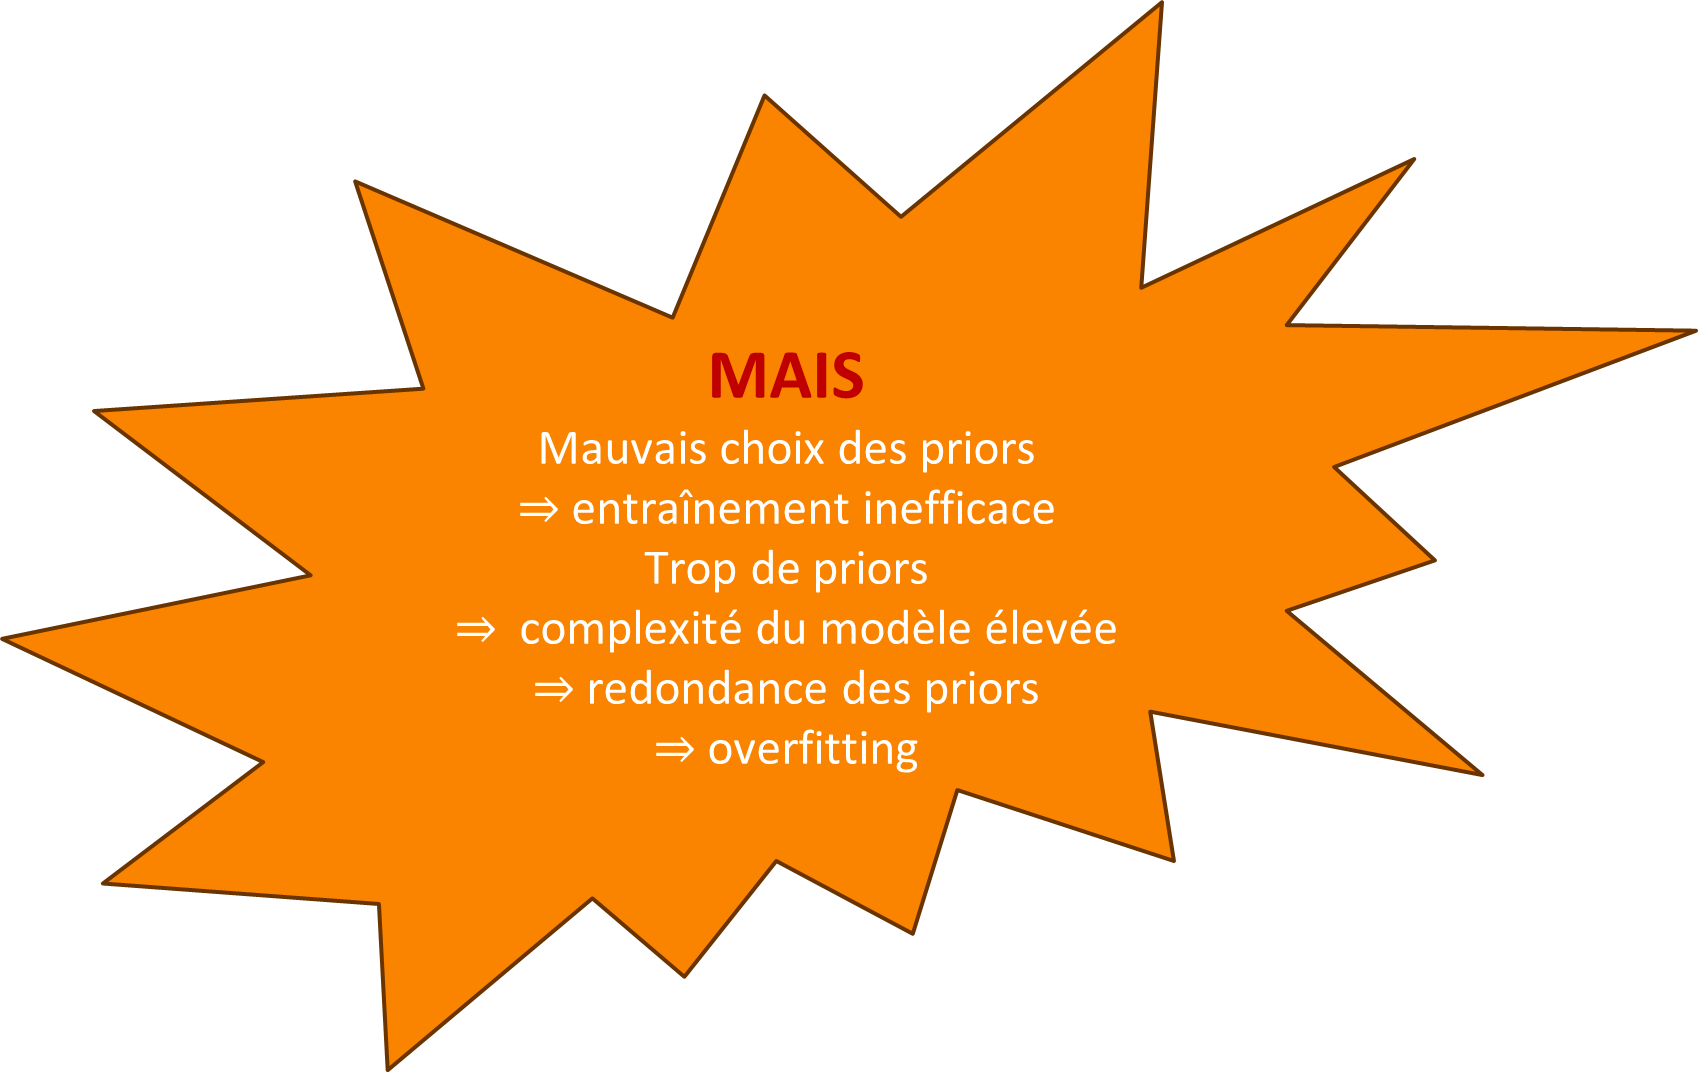 MAIS
Mauvais choix des priors
⇒ entraînement inefficace
Trop de priors
⇒ complexité du modèle élevée
⇒ redondance des priors
⇒ overfitting